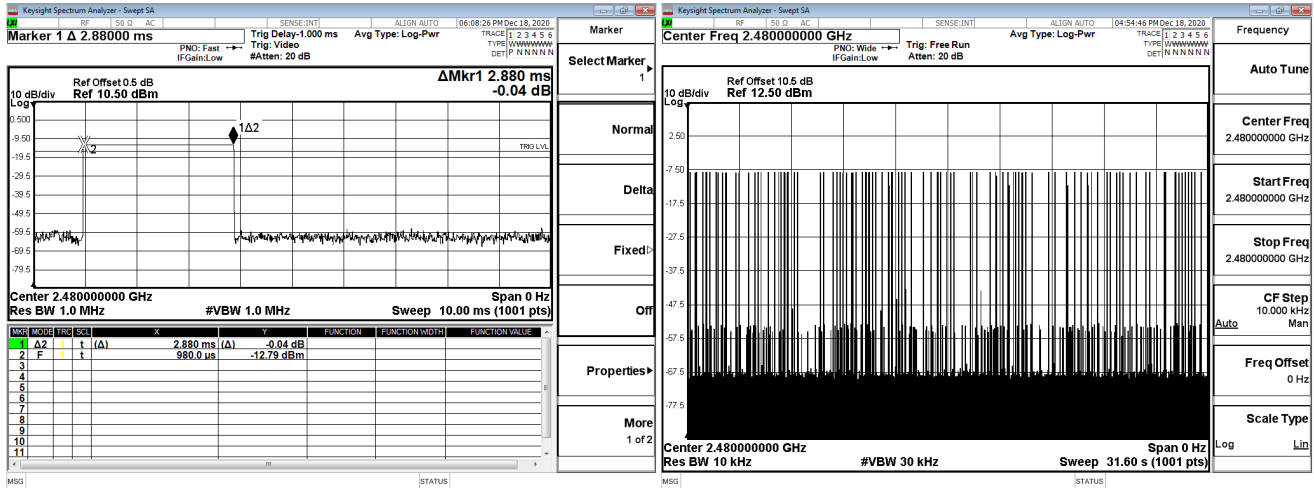 Keysight Spectrum Analyzer - Swept SA
LXI RF 50 Ω AC SENSE:INT ALIGN AUTO 06:08:26 PM Dec 18, 2020
Marker 1 Δ 2.88000 ms
PNO: Fast
IFGain:Low
Trig Delay-1.000 ms
Trig: Video
#Atten: 20 dB
Avg Type: Log-Pwr
TRACE 1 2 3 4 5 6
TYPE WWWWWW
DET P N N N N N
Ref Offset 0.5 dB
10 dB/div Ref 10.50 dBm
Log
ΔMkr1 2.880 ms
-0.04 dB
0.500
-9.50
-19.5
-29.5
-39.5
-49.5
-59.5
-69.5
-79.5
1Δ2
2
TRIG LVL
Center 2.480000000 GHz Span 0 Hz
Res BW 1.0 MHz #VBW 1.0 MHz Sweep 10.00 ms (1001 pts)
MKR MODE TRC SCL X Y FUNCTION FUNCTION WIDTH FUNCTION VALUE
1 Δ2 1 t (Δ) 2.880 ms (Δ) -0.04 dB
2 F 1 t 980.0 μs -12.79 dBm
3
4
5
6
7
8
9
10
11
MSG STATUS
Marker
Select Marker
1
Normal
Delta
Fixed
Off
Properties
More
1 of 2
Keysight Spectrum Analyzer - Swept SA
LXI RF 50 Ω AC SENSE:INT ALIGN AUTO 04:54:46 PM Dec 18, 2020
Center Freq 2.480000000 GHz
PNO: Wide
IFGain:Low
Trig: Free Run
Atten: 20 dB
Avg Type: Log-Pwr
TRACE 1 2 3 4 5 6
TYPE WWWWWW
DET P N N N N N
Ref Offset 10.5 dB
10 dB/div Ref 12.50 dBm
Log
2.50
-7.50
-17.5
-27.5
-37.5
-47.5
-57.5
-67.5
-77.5
Center 2.480000000 GHz Span 0 Hz
Res BW 10 kHz #VBW 30 kHz Sweep 31.60 s (1001 pts)
MSG STATUS
Frequency
Auto Tune
Center Freq
2.480000000 GHz
Start Freq
2.480000000 GHz
Stop Freq
2.480000000 GHz
CF Step
10.000 kHz
Auto Man
Freq Offset
0 Hz
Scale Type
Log Lin